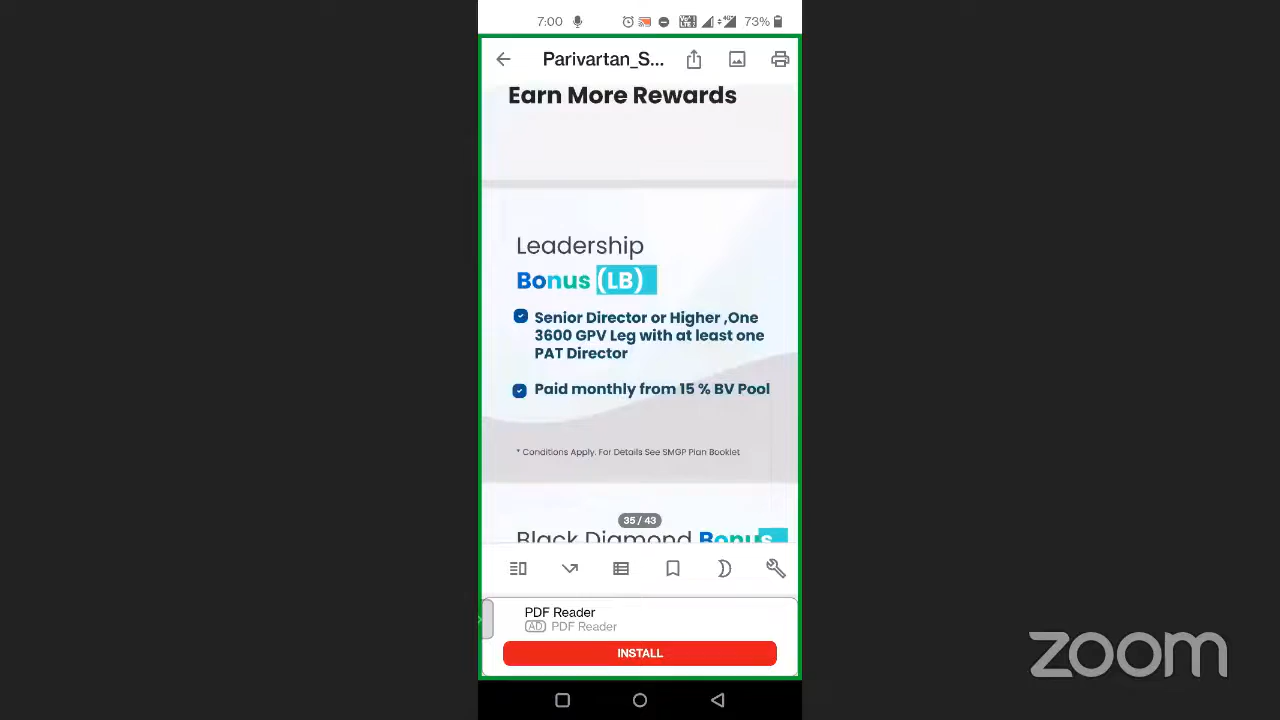 7:00 73%
Parivartan_S...
Earn More Rewards
Leadership
Bonus (LB)
Senior Director or Higher ,One
3600 GPV Leg with at least one
PAT Director
Paid monthly from 15 % BV Pool
* Conditions Apply. For Details See SMGP Plan Booklet
35 / 43
Black Diamond Bonus
PDF Reader
AD PDF Reader
INSTALL
zoom